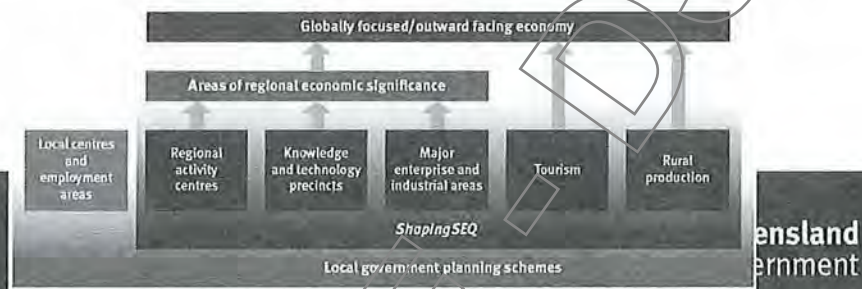 Globally focused/outward facing economy
Areas of regional economic significance
Local centres
and
employment
areas
Regional
activity
centres
Knowledge
and technology
precincts
Major
enterprise and
industrial areas
Tourism
Rural
production
ShapingSEQ
Local government planning schemes
ensland
ernment